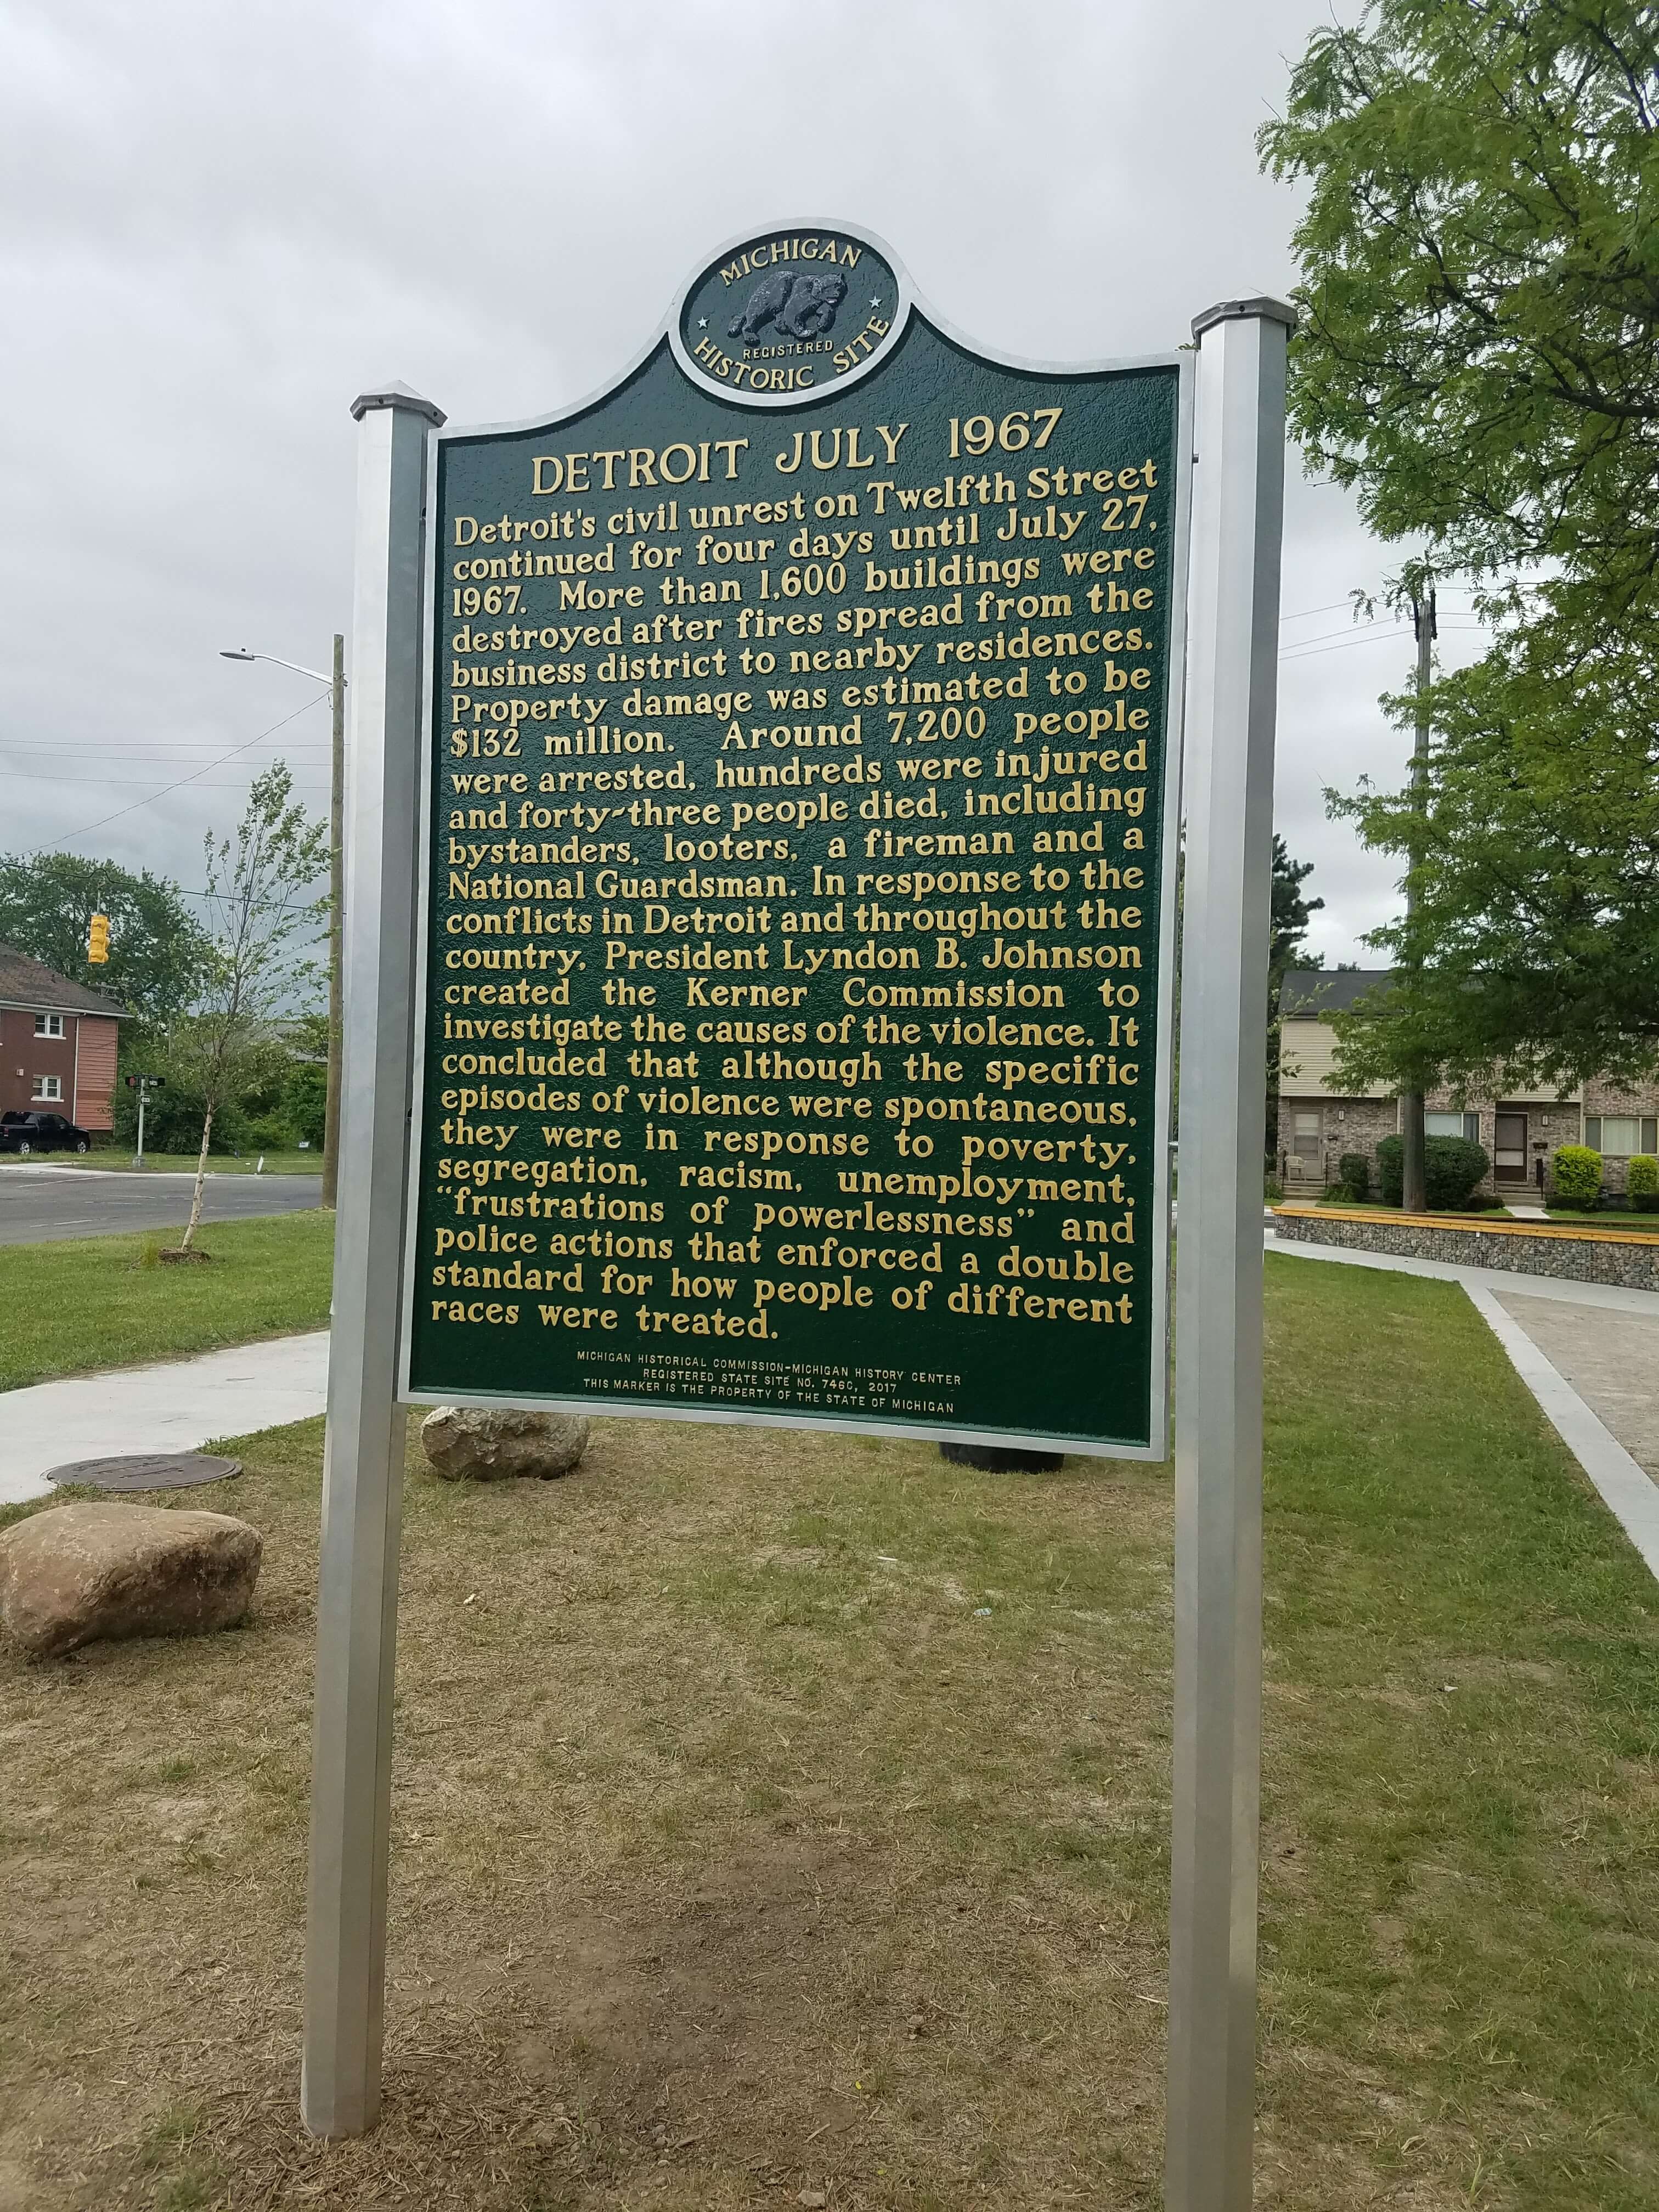 MICHIGAN
REGISTERED
HISTORIC SITE
DETROIT JULY 1967
Detroit's civil unrest on Twelfth Street
continued for four days until July 27,
1967. More than 1,600 buildings were
destroyed after fires spread from the
business district to nearby residences.
Property damage was estimated to be
$132 million. Around 7,200 people
were arrested, hundreds were injured
and forty-three people died, including
bystanders, looters, a fireman and a
National Guardsman. In response to the
conflicts in Detroit and throughout the
country, President Lyndon B. Johnson
created the Kerner Commission to
investigate the causes of the violence. It
concluded that although the specific
episodes of violence were spontaneous,
they were in response to poverty,
segregation, racism, unemployment,
“frustrations of powerlessness” and
police actions that enforced a double
standard for how people of different
races were treated.
MICHIGAN HISTORICAL COMMISSION-MICHIGAN HISTORY CENTER
REGISTERED STATE SITE NO. 746C, 2017
THIS MARKER IS THE PROPERTY OF THE STATE OF MICHIGAN